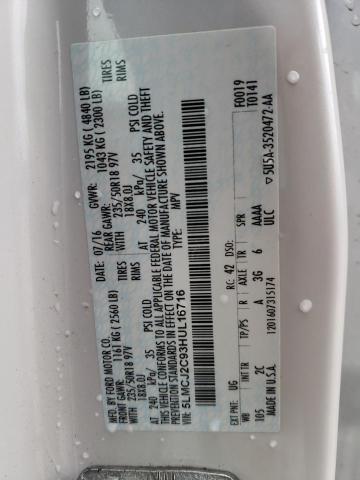 MFD. BY FORD MOTOR CO.
DATE: 07/16 GVWR: 2195 KG ( 4840 LB)
FRONT GAWR: 1161 KG ( 2560 LB) REAR GAWR: 1043 KG ( 2300 LB)
WITH 235/50R18 97V TIRES WITH 235/50R18 97V TIRES
18X8.0J RIMS 18X8.0J RIMS
AT 240 kPa/ 35 PSI COLD AT 240 kPa/ 35 PSI COLD
THIS VEHICLE CONFORMS TO ALL APPLICABLE FEDERAL MOTOR VEHICLE SAFETY AND THEFT
PREVENTION STANDARDS IN EFFECT ON THE DATE OF MANUFACTURE SHOWN ABOVE.
VIN: 5LMCJ2C93HUL16716
TYPE: MPV
F0019
T0141
EXT PNT: UG RC: 42 DSO:
WB INT TR TP/PS R AXLE TR SPR
105 2C A 3G 6 AAAA
MADE IN U.S.A. ULC
1201607315174 5U5A-3520472-AA